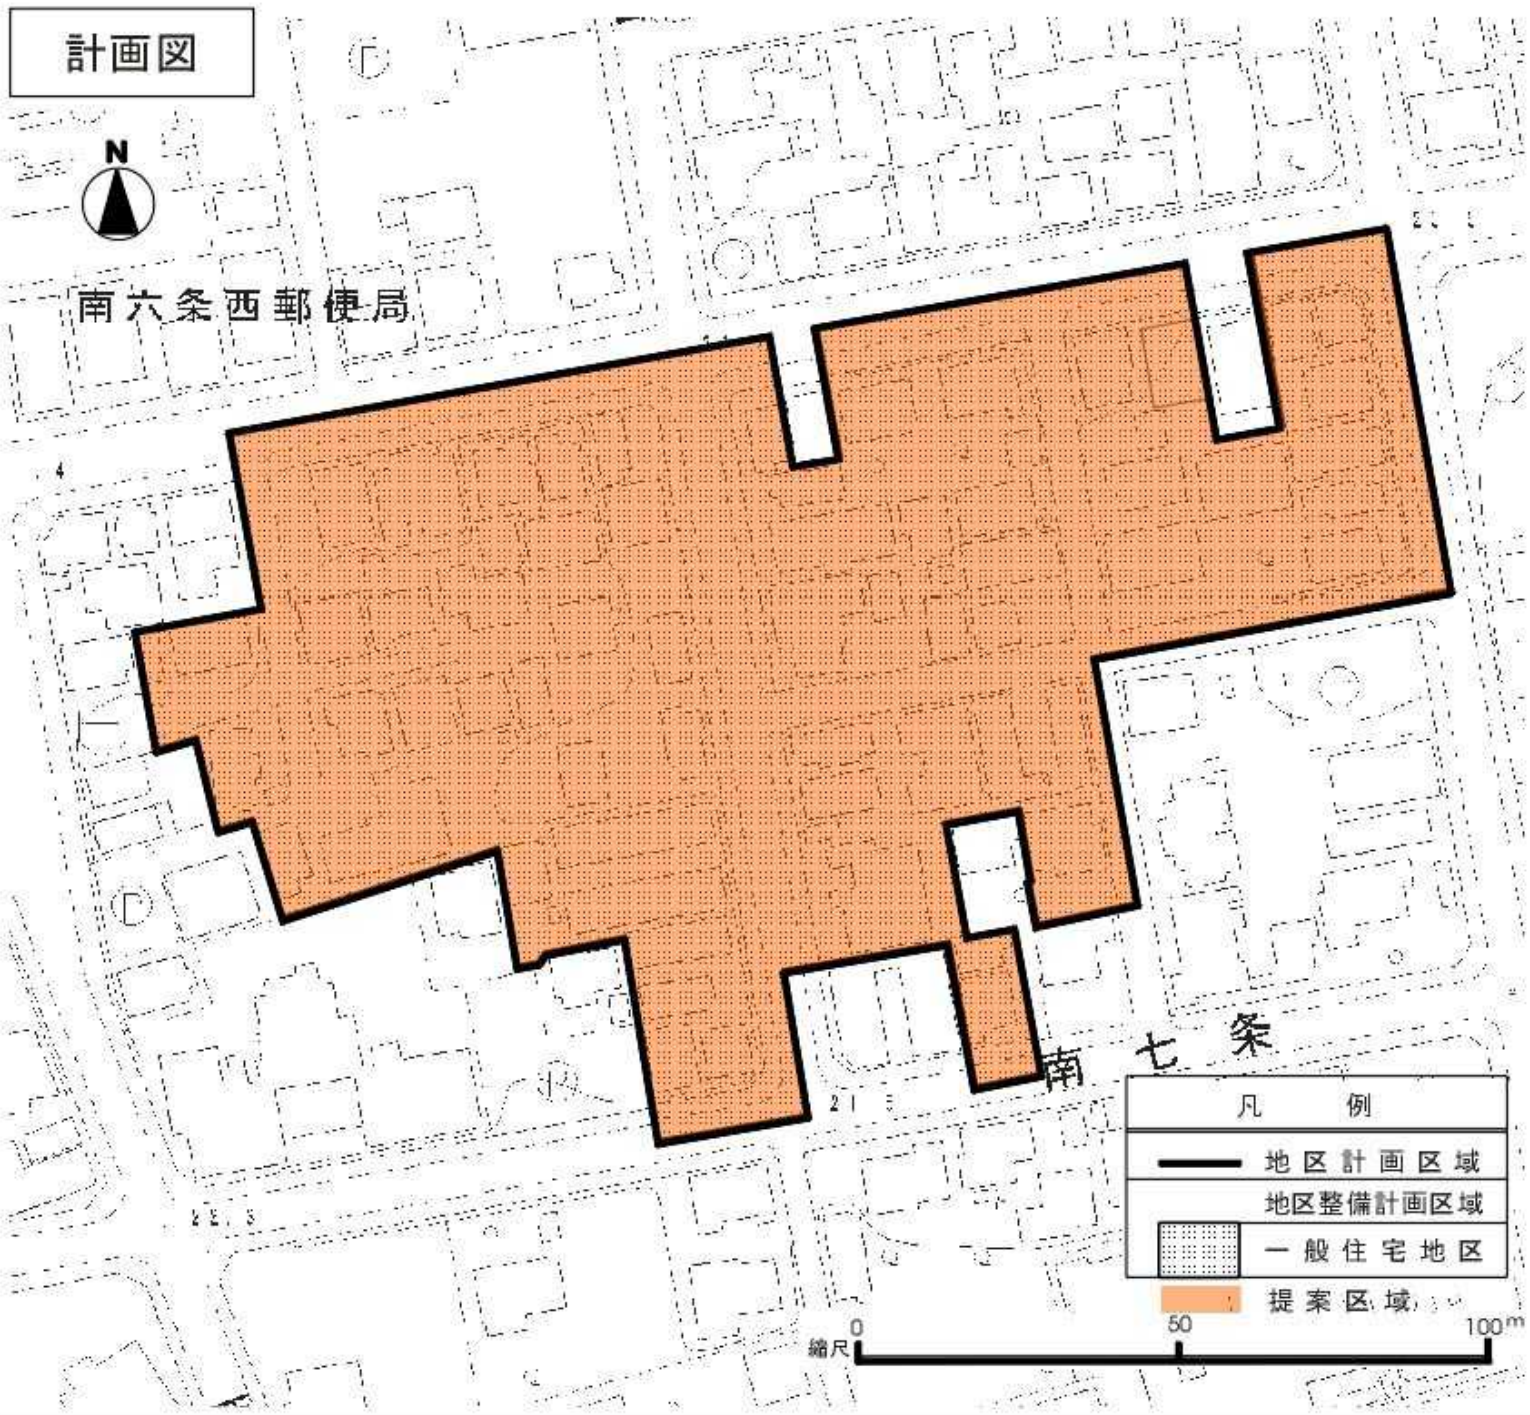 計画図
N
南六条西郵便局
4
南七条
凡例
地区計画区域
地区整備計画区域
一般住宅地区
提案区域
縮尺 0 50 100m